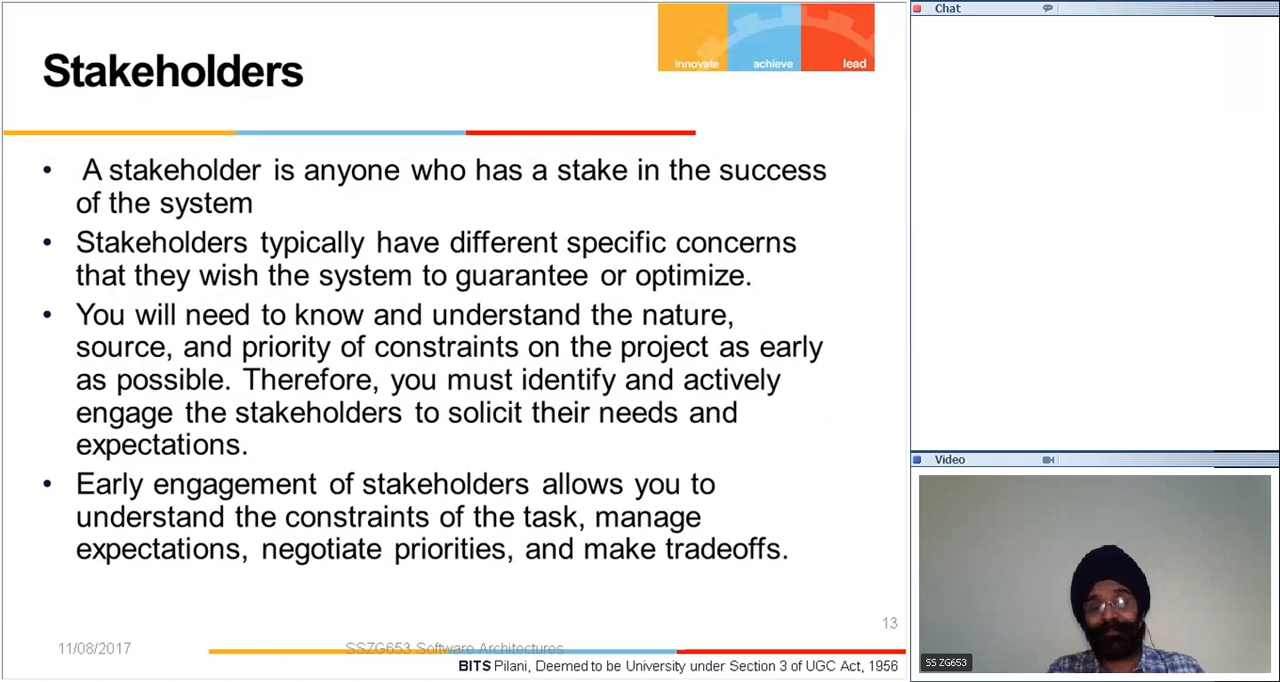 Stakeholders
innovate achieve lead
• A stakeholder is anyone who has a stake in the success
of the system
• Stakeholders typically have different specific concerns
that they wish the system to guarantee or optimize.
• You will need to know and understand the nature,
source, and priority of constraints on the project as early
as possible. Therefore, you must identify and actively
engage the stakeholders to solicit their needs and
expectations.
• Early engagement of stakeholders allows you to
understand the constraints of the task, manage
expectations, negotiate priorities, and make tradeoffs.
13
11/08/2017
SSZG653 Software Architectures
BITS Pilani, Deemed to be University under Section 3 of UGC Act, 1956
Chat
Video
SS ZG653